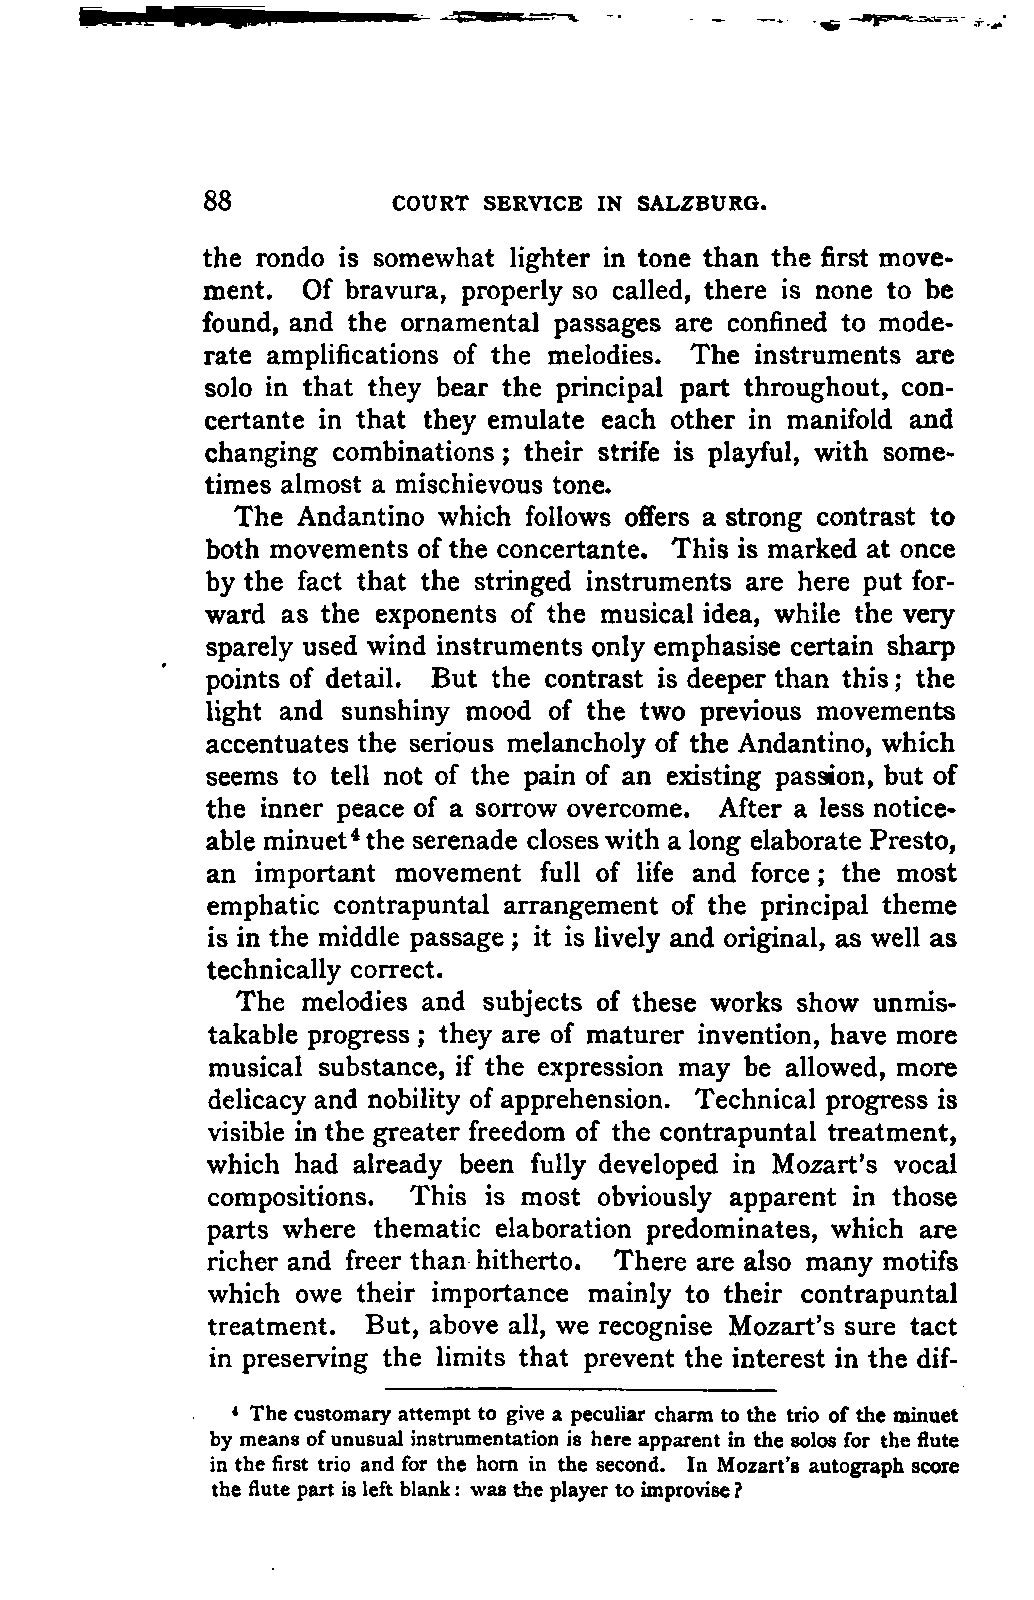 88 COURT SERVICE IN SALZBURG.
the rondo is somewhat lighter in tone than the first move-
ment. Of bravura, properly so called, there is none to be
found, and the ornamental passages are confined to mode-
rate amplifications of the melodies. The instruments are
solo in that they bear the principal part throughout, con-
certante in that they emulate each other in manifold and
changing combinations ; their strife is playful, with some-
times almost a mischievous tone.
The Andantino which follows offers a strong contrast to
both movements of the concertante. This is marked at once
by the fact that the stringed instruments are here put for-
ward as the exponents of the musical idea, while the very
sparely used wind instruments only emphasise certain sharp
points of detail. But the contrast is deeper than this ; the
light and sunshiny mood of the two previous movements
accentuates the serious melancholy of the Andantino, which
seems to tell not of the pain of an existing passion, but of
the inner peace of a sorrow overcome. After a less notice-
able minuet⁴ the serenade closes with a long elaborate Presto,
an important movement full of life and force ; the most
emphatic contrapuntal arrangement of the principal theme
is in the middle passage ; it is lively and original, as well as
technically correct.
The melodies and subjects of these works show unmis-
takable progress ; they are of maturer invention, have more
musical substance, if the expression may be allowed, more
delicacy and nobility of apprehension. Technical progress is
visible in the greater freedom of the contrapuntal treatment,
which had already been fully developed in Mozart's vocal
compositions. This is most obviously apparent in those
parts where thematic elaboration predominates, which are
richer and freer than hitherto. There are also many motifs
which owe their importance mainly to their contrapuntal
treatment. But, above all, we recognise Mozart's sure tact
in preserving the limits that prevent the interest in the dif-
⁴ The customary attempt to give a peculiar charm to the trio of the minuet
by means of unusual instrumentation is here apparent in the solos for the flute
in the first trio and for the horn in the second. In Mozart's autograph score
the flute part is left blank : was the player to improvise ?